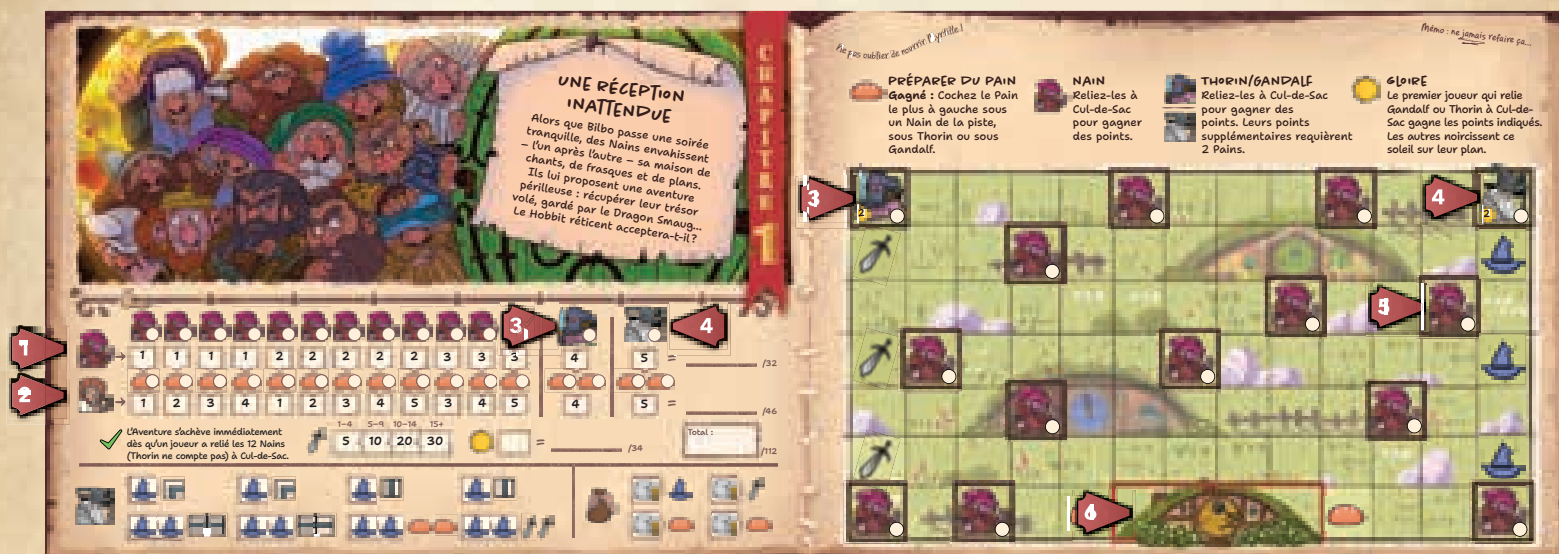 CHAPITRE 1
UNE RÉCEPTION
INATTENDUE
Alors que Bilbo passe une soirée
tranquille, des Nains envahissent
– l'un après l'autre – sa maison de
chants, de frasques et de plans.
Ils lui proposent une aventure
périlleuse : récupérer leur trésor
volé, gardé par le Dragon Smaug...
Le Hobbit réticent acceptera-t-il ?
3
4
1
1 1 1 1 2 2 2 2 3 3 3 4 5 =
/32
2
1 2 3 4 1 2 3 4 5 3 4 5 4 5 =
/46
L'Aventure s'achève immédiatement
dès qu'un joueur a relié les 12 Nains
(Thorin ne compte pas) à Cul-de-Sac.
1-4 5-9 10-14 15+
5 10 20 30
=
/34
Total :
/112
Ne pas oublier de nourrir Myrtille !
Mémo : ne jamais refaire ça...
PRÉPARER DU PAIN
Gagné : Cochez le Pain
le plus à gauche sous
un Nain de la piste,
sous Thorin ou sous
Gandalf.
NAIN
Reliez-les à
Cul-de-Sac
pour gagner
des points.
THORIN/GANDALF
Reliez-les à Cul-de-Sac
pour gagner des
points. Leurs points
supplémentaires requièrent
2 Pains.
GLOIRE
Le premier joueur qui relie
Gandalf ou Thorin à Cul-de-
Sac gagne les points indiqués.
Les autres noircissent ce
soleil sur leur plan.
3
2
4
2
5
6